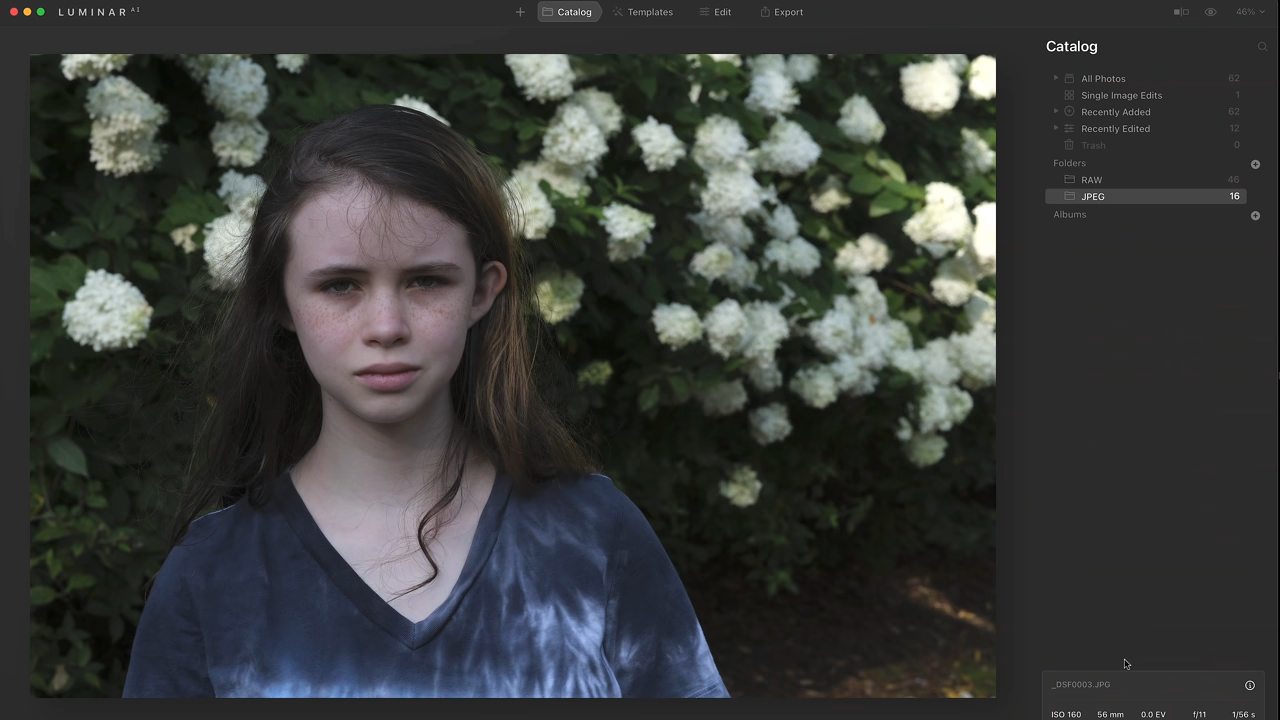 LUMINAR AI
Catalog Templates Edit Export 46%
Catalog
All Photos 62
Single Image Edits 1
Recently Added 62
Recently Edited 12
Trash 0
Folders
RAW 46
JPEG 16
Albums
_DSF0003.JPG
ISO 160 56 mm 0.0 EV f/11 1/56 s